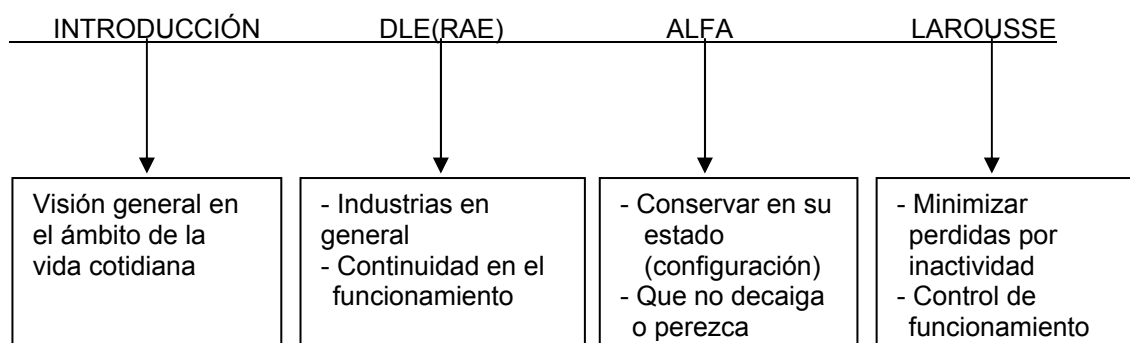 INTRODUCCIÓN DLE(RAE) ALFA LAROUSSE
Visión general en
el ámbito de la
vida cotidiana
- Industrias en
general
- Continuidad en el
funcionamiento
- Conservar en su
estado
(configuración)
- Que no decaiga
o perezca
- Minimizar
perdidas por
inactividad
- Control de
funcionamiento